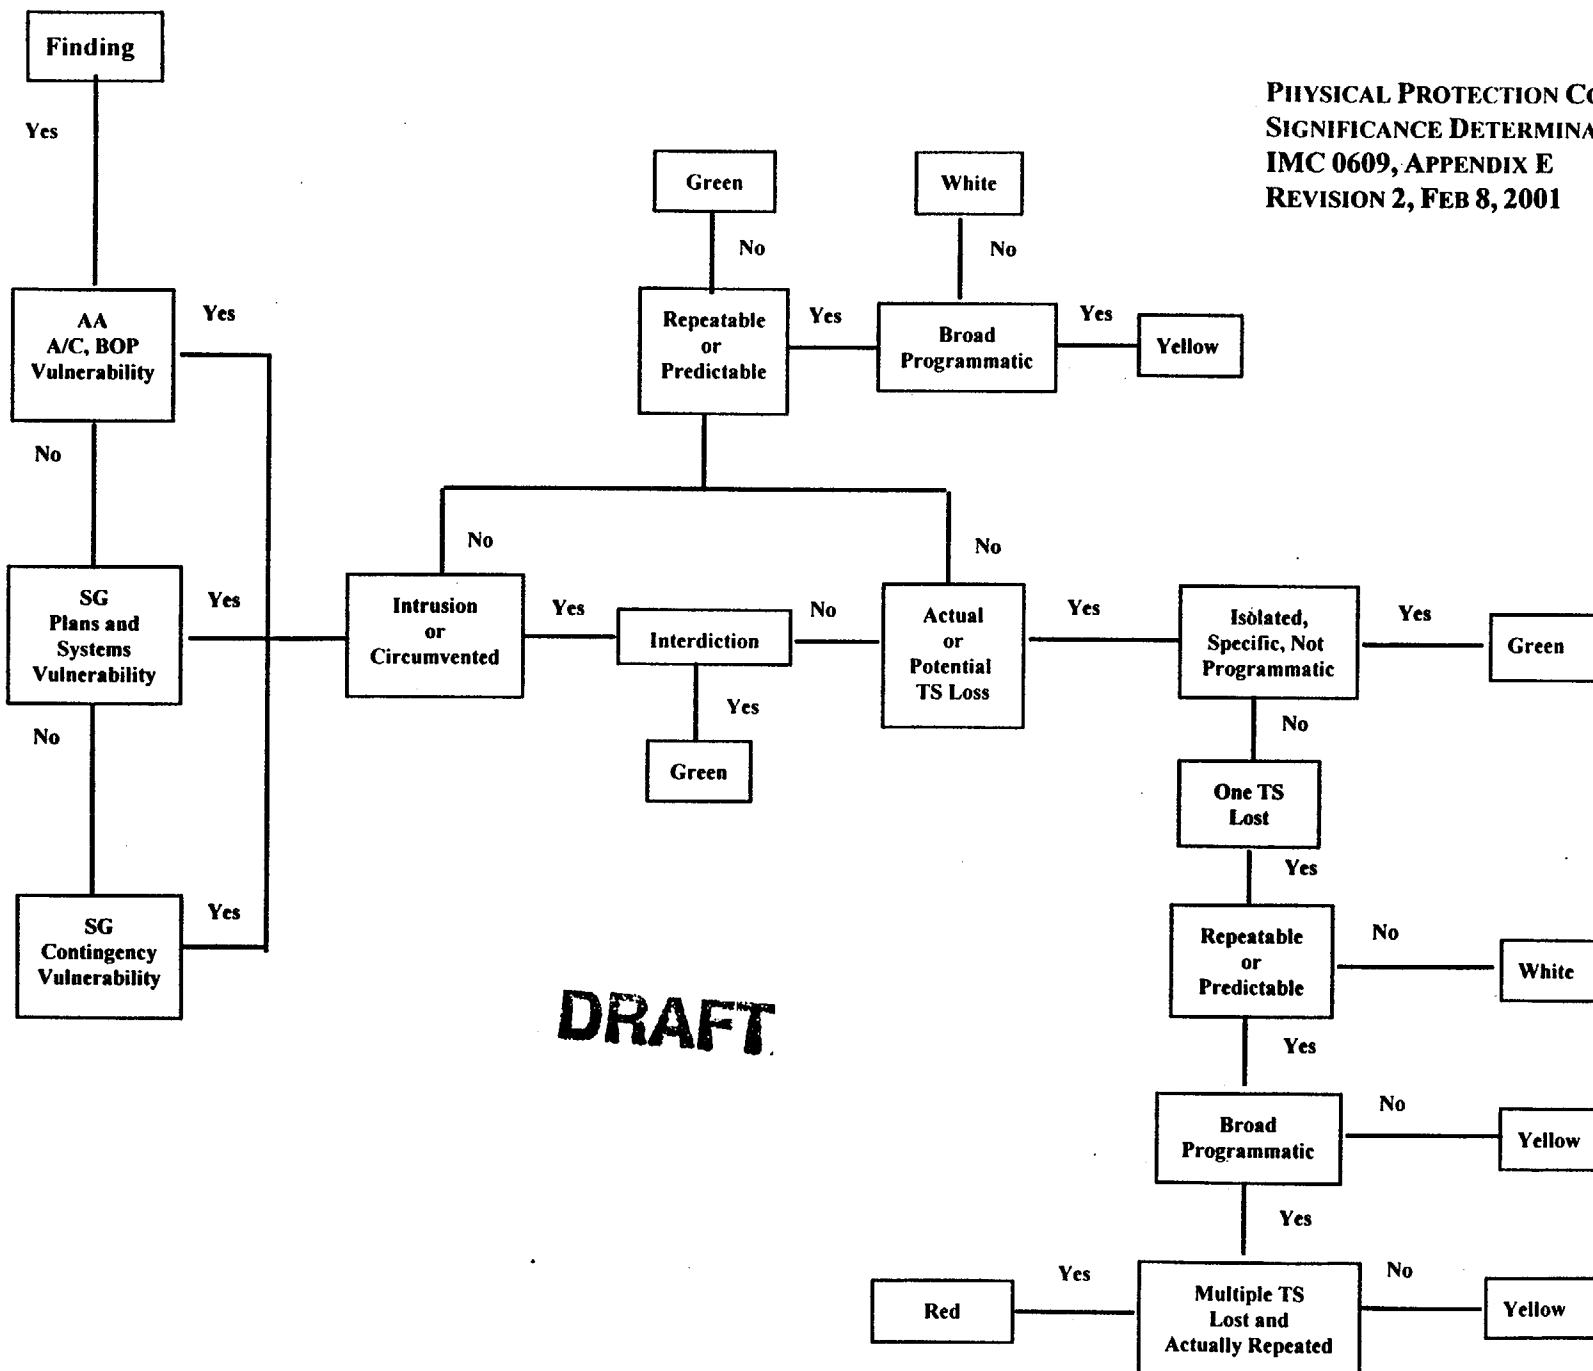 Finding
Yes
PHYSICAL PROTECTION
SIGNIFICANCE
IMC 0609, APPENDIX E
REVISION 2, FEB 8, 2001
Green
White
No
No
AA
A/C, BOP
Vulnerability
Yes
Repeatable
or
Predictable
Yes
Broad
Programmatic
Yes
Yellow
No
No
No
SG
Plans and
Systems
Vulnerability
Yes
Intrusion
or
Circumvented
Yes
Interdiction
No
Actual
or
Potential
TS Loss
Yes
Isolated,
Specific, Not
Programmatic
Yes
Green
No
Yes
Green
No
One TS
Lost
Yes
SG
Contingency
Vulnerability
Yes
Repeatable
or
Predictable
No
White
DRAFT
Yes
Broad
Programmatic
No
Yellow
Yes
Red
Yes
Multiple TS
Lost and
Actually Repeated
No
Yellow